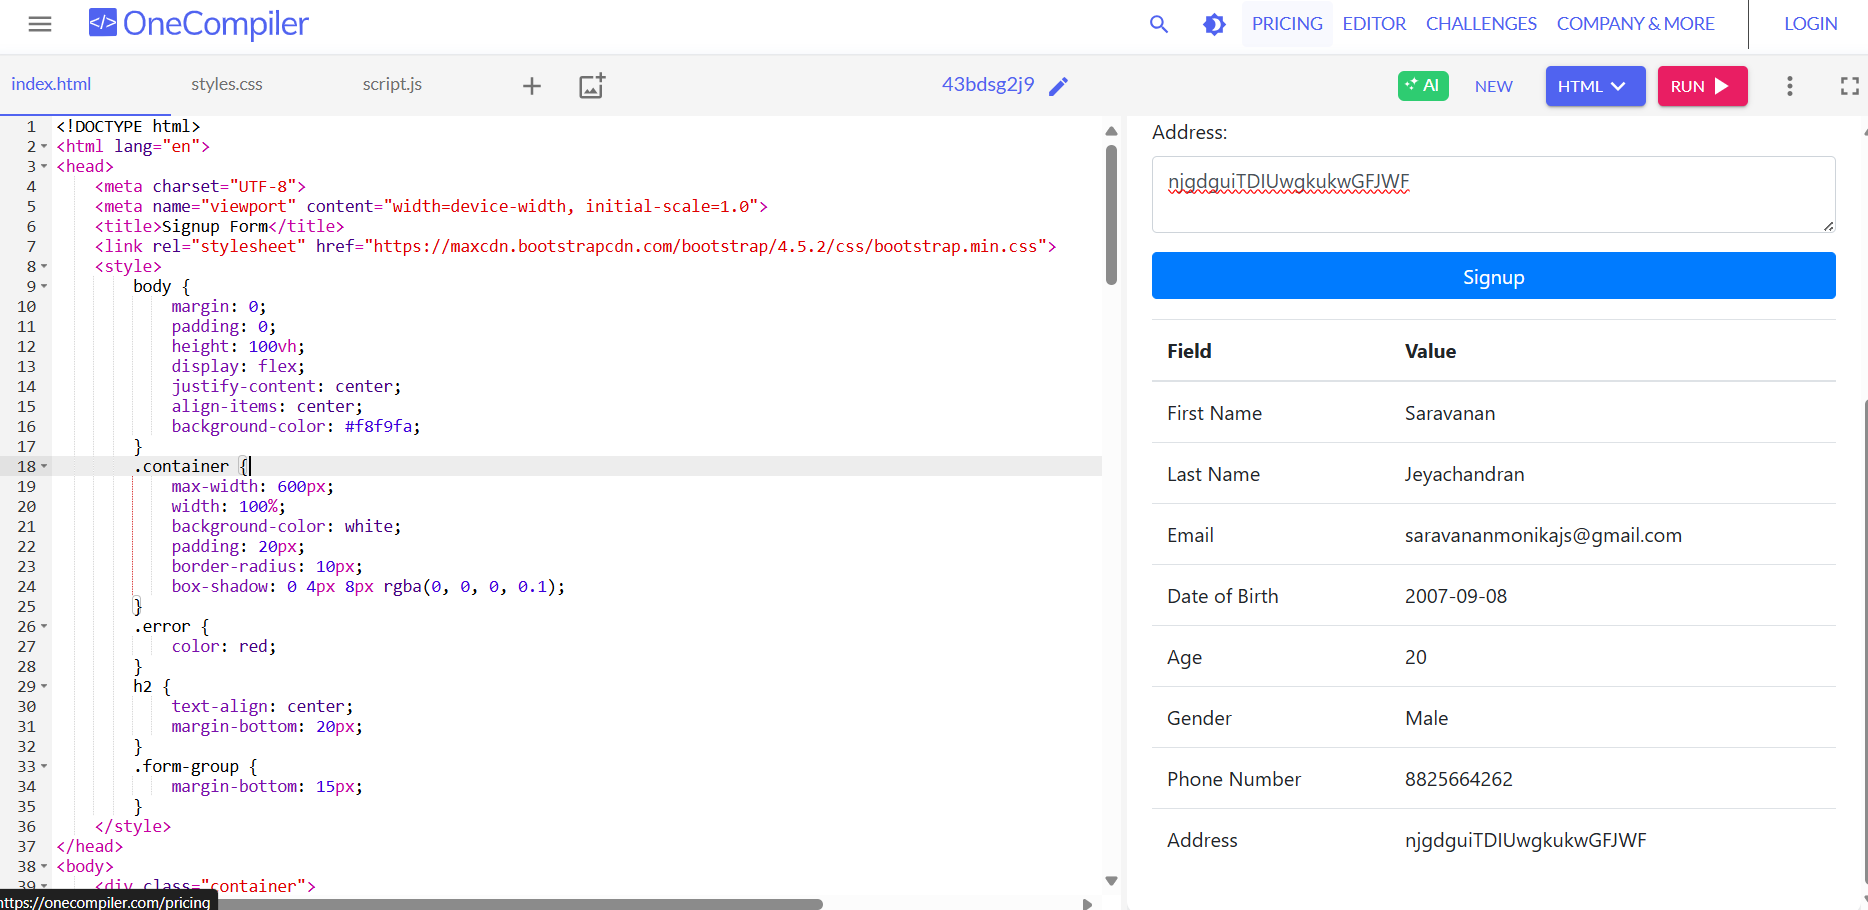 </> OneCompiler
PRICING EDITOR CHALLENGES COMPANY & MORE LOGIN
index.html styles.css script.js 43bdsg2j9 AI NEW HTML RUN
1 <!DOCTYPE html>
2 <html lang="en">
3 <head>
4 <meta charset="UTF-8">
5 <meta name="viewport" content="width=device-width, initial-scale=1.0">
6 <title>Signup Form</title>
7 <link rel="stylesheet" href="https://maxcdn.bootstrapcdn.com/bootstrap/4.5.2/css/bootstrap.min.css">
8 <style>
9 body {
10 margin: 0;
11 padding: 0;
12 height: 100vh;
13 display: flex;
14 justify-content: center;
15 align-items: center;
16 background-color: #f8f9fa;
17 }
18 .container {
19 max-width: 600px;
20 width: 100%;
21 background-color: white;
22 padding: 20px;
23 border-radius: 10px;
24 box-shadow: 0 4px 8px rgba(0, 0, 0, 0.1);
25 }
26 .error {
27 color: red;
28 }
29 h2 {
30 text-align: center;
31 margin-bottom: 20px;
32 }
33 .form-group {
34 margin-bottom: 15px;
35 }
36 </style>
37 </head>
38 <body>
39 <div class="container">
https://onecompiler.com/pricing
Address:
njgdguiTDIUwgkukwGFJWF
Signup
Field Value
First Name Saravanan
Last Name Jeyachandran
Email saravananmonikajs@gmail.com
Date of Birth 2007-09-08
Age 20
Gender Male
Phone Number 8825664262
Address njgdguiTDIUwgkukwGFJWF